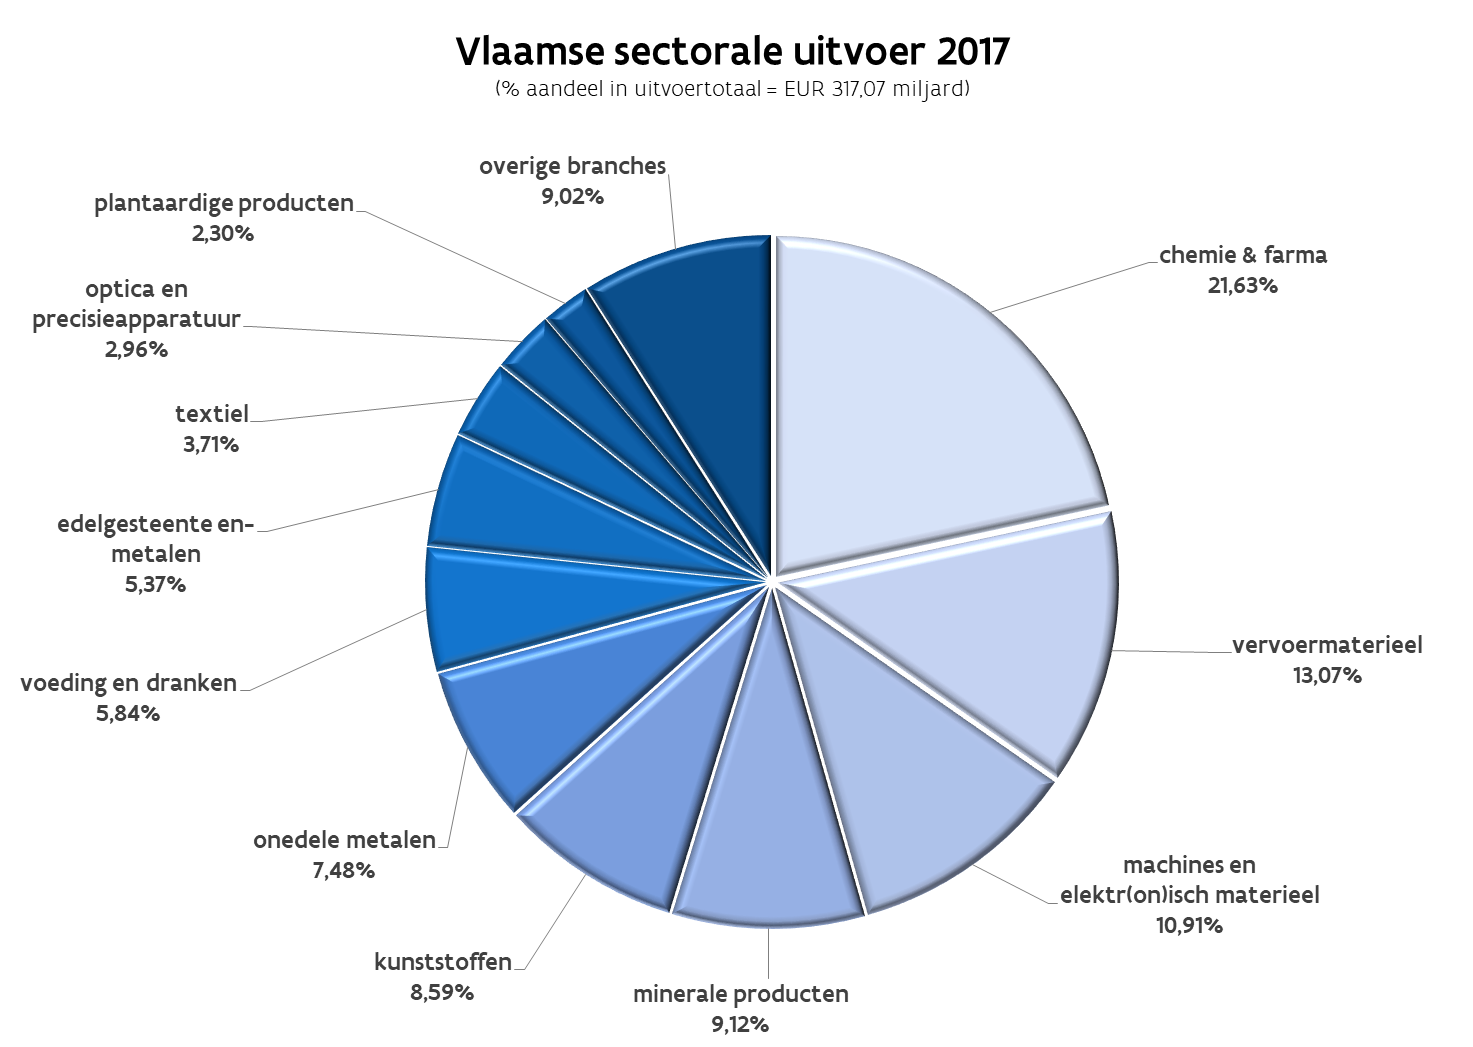 Vlaamse sectorale uitvoer 2017
(% aandeel in uitvoertotaal = EUR 317,07 miljard)
overige branches
9,02%
plantaardige producten
2,30%
optica en
precisieapparatuur
2,96%
textiel
3,71%
edelgesteente en-
metalen
5,37%
voeding en dranken
5,84%
onedele metalen
7,48%
kunststoffen
8,59%
minerale producten
9,12%
machines en
elektr(on)isch materieel
10,91%
vervoermaterieel
13,07%
chemie & farma
21,63%